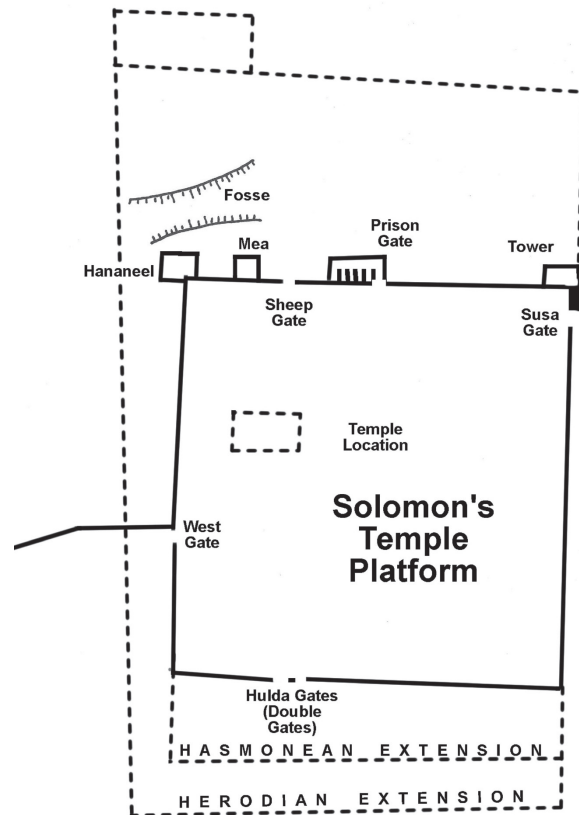 Fosse
Prison
Gate
Mea
Tower
Hananeel
Sheep
Gate
Susa
Gate
Temple
Location
Solomon's
Temple
Platform
West
Gate
Hulda Gates
(Double
Gates)
HASMONEAN EXTENSION
HERODIAN EXTENSION